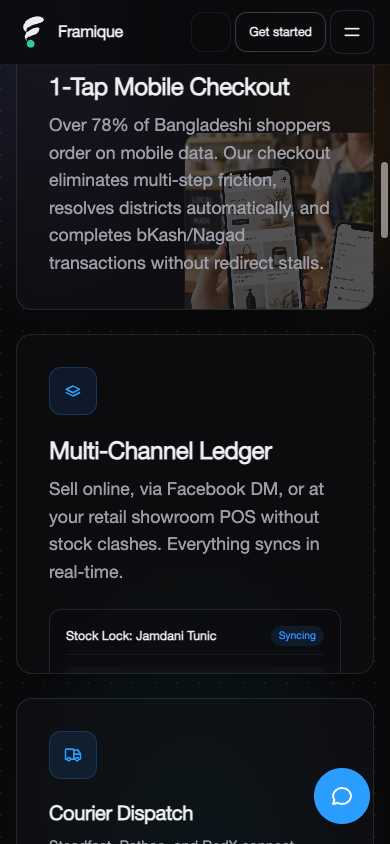 Framique
Get started
1-Tap Mobile Checkout
Over 78% of Bangladeshi shoppers
order on mobile data. Our checkout
eliminates multi-step friction,
resolves districts automatically, and
completes bKash/Nagad
transactions without redirect stalls.
Multi-Channel Ledger
Sell online, via Facebook DM, or at
your retail showroom POS without
stock clashes. Everything syncs in
real-time.
Stock Lock: Jamdani Tunic
Syncing
Courier Dispatch